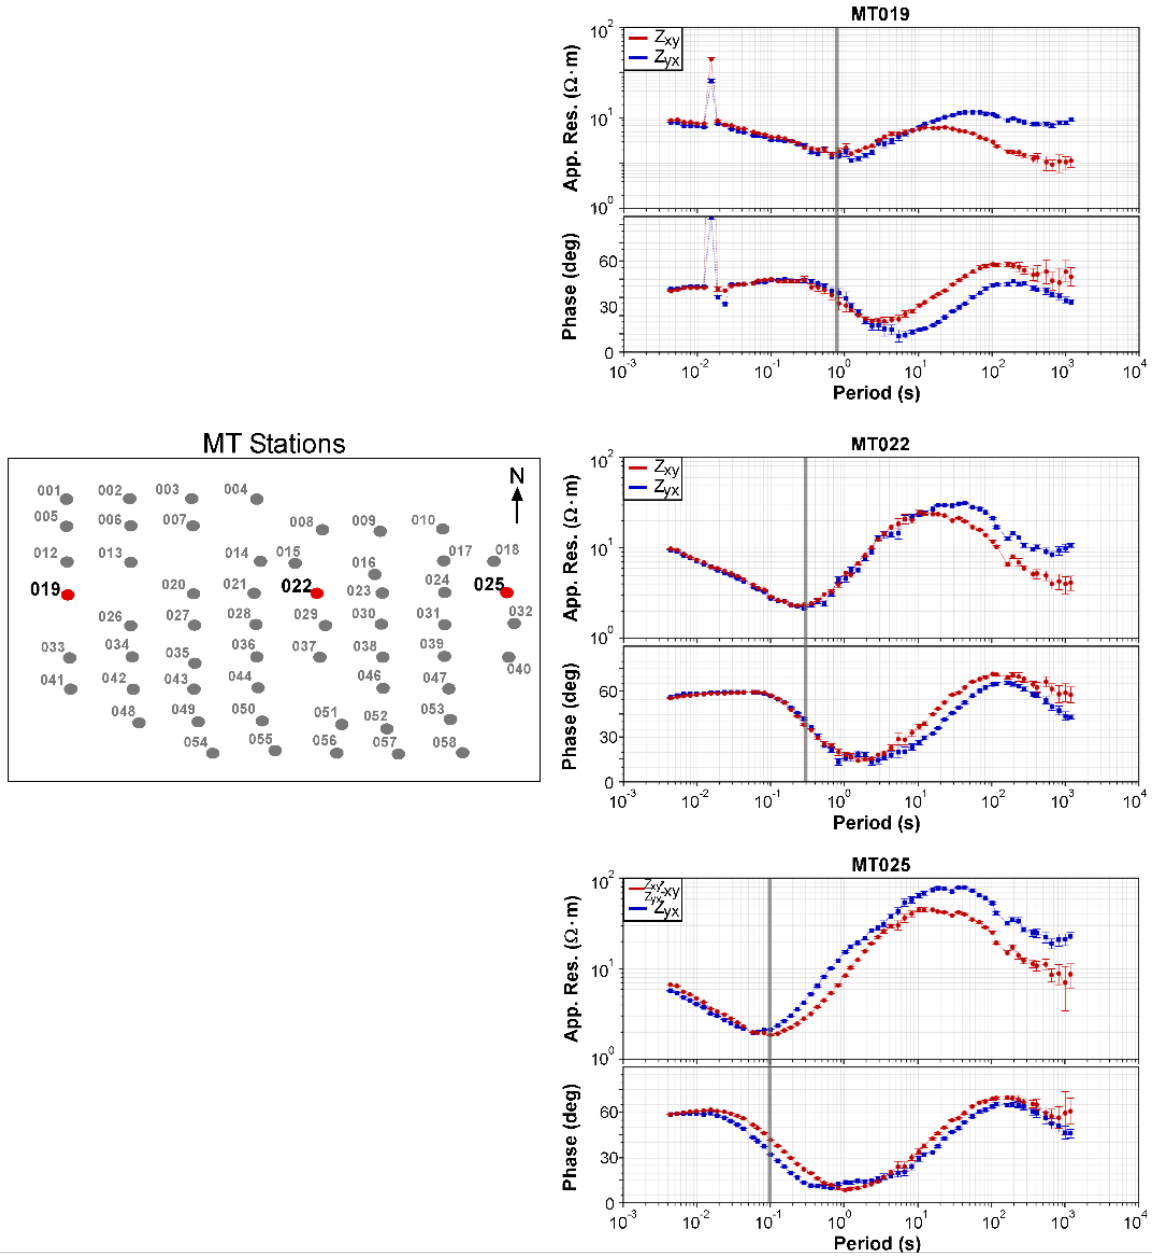 MT019
Zxy
Zyx
10²
10¹
10⁰
App. Res. (Ω·m)
60
30
0
Phase (deg)
10⁻³ 10⁻² 10⁻¹ 10⁰ 10¹ 10² 10³ 10⁴
Period (s)
MT Stations
N
001 002 003 004
005 006 007 008 009 010
012 013 014 015 016 017 018
019 020 021 022 023 024 025
026 027 028 029 030 031 032
033 034 035 036 037 038 039 040
041 042 043 044 046 047
048 049 050 051 052 053
054 055 056 057 058
MT022
Zxy
Zyx
10²
10¹
10⁰
App. Res. (Ω·m)
60
30
0
Phase (deg)
10⁻³ 10⁻² 10⁻¹ 10⁰ 10¹ 10² 10³ 10⁴
Period (s)
MT025
Zxy
Zyx
Zyx
10²
10¹
10⁰
App. Res. (Ω·m)
60
30
0
Phase (deg)
10⁻³ 10⁻² 10⁻¹ 10⁰ 10¹ 10² 10³ 10⁴
Period (s)